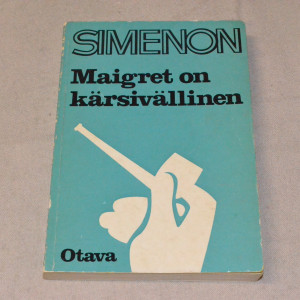 SIMENON
Maigret on
kärsivällinen
Otava